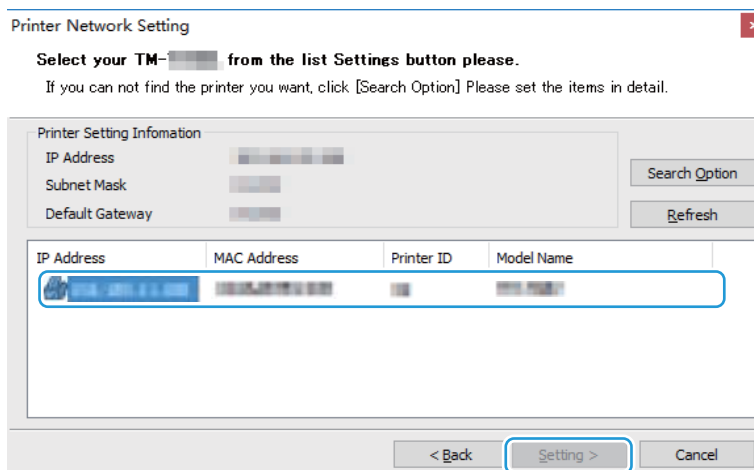 Printer Network Setting
Select your TM- from the list Settings button please.
If you can not find the printer you want, click [Search Option] Please set the items in detail.
Printer Setting Infomation
IP Address
Subnet Mask
Default Gateway
Search Option
Refresh
IP Address MAC Address Printer ID Model Name
< Back Setting > Cancel